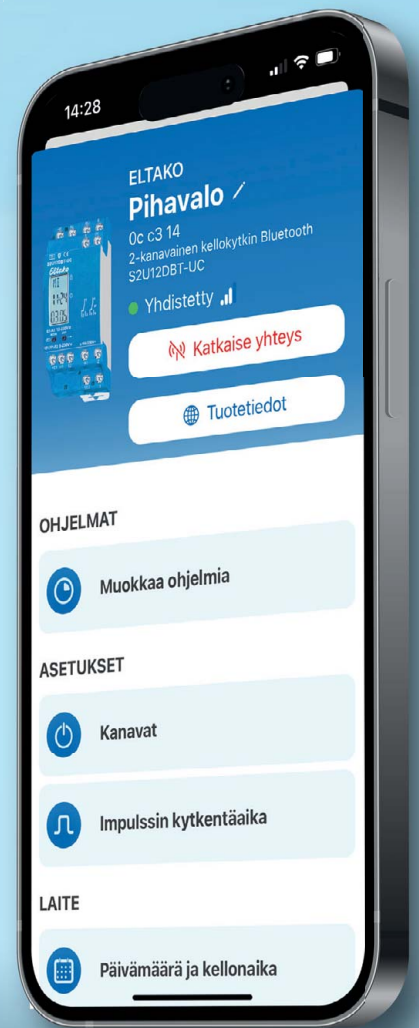 14:28
ELTAKO
Pihavalo
0c c3 14
2-kanavainen kellokytkin Bluetooth
S2U12DBT-UC
Yhdistetty
Katkaise yhteys
Tuotetiedot
OHJELMAT
Muokkaa ohjelmia
ASETUKSET
Kanavat
Impulssin kytkentäaika
LAITE
Päivämäärä ja kellonaika